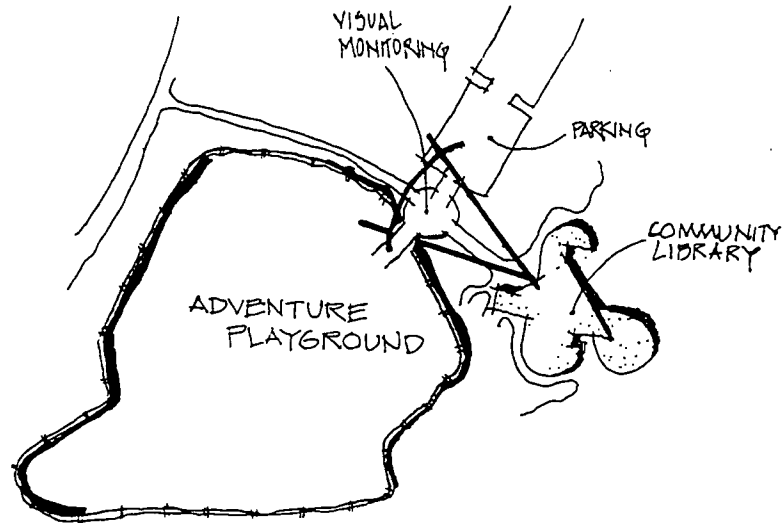 VISUAL
MONITORING
PARKING
COMMUNITY
LIBRARY
ADVENTURE
PLAYGROUND